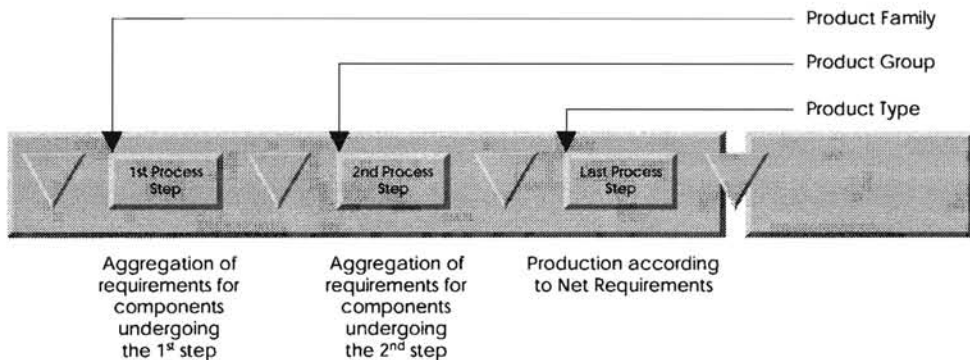 Product Family
Product Group
Product Type
1st Process
Step
2nd Process
Step
Last Process
Step
Aggregation of
requirements for
components
undergoing
the 1st step
Aggregation of
requirements for
components
undergoing
the 2nd step
Production according
to Net Requirements